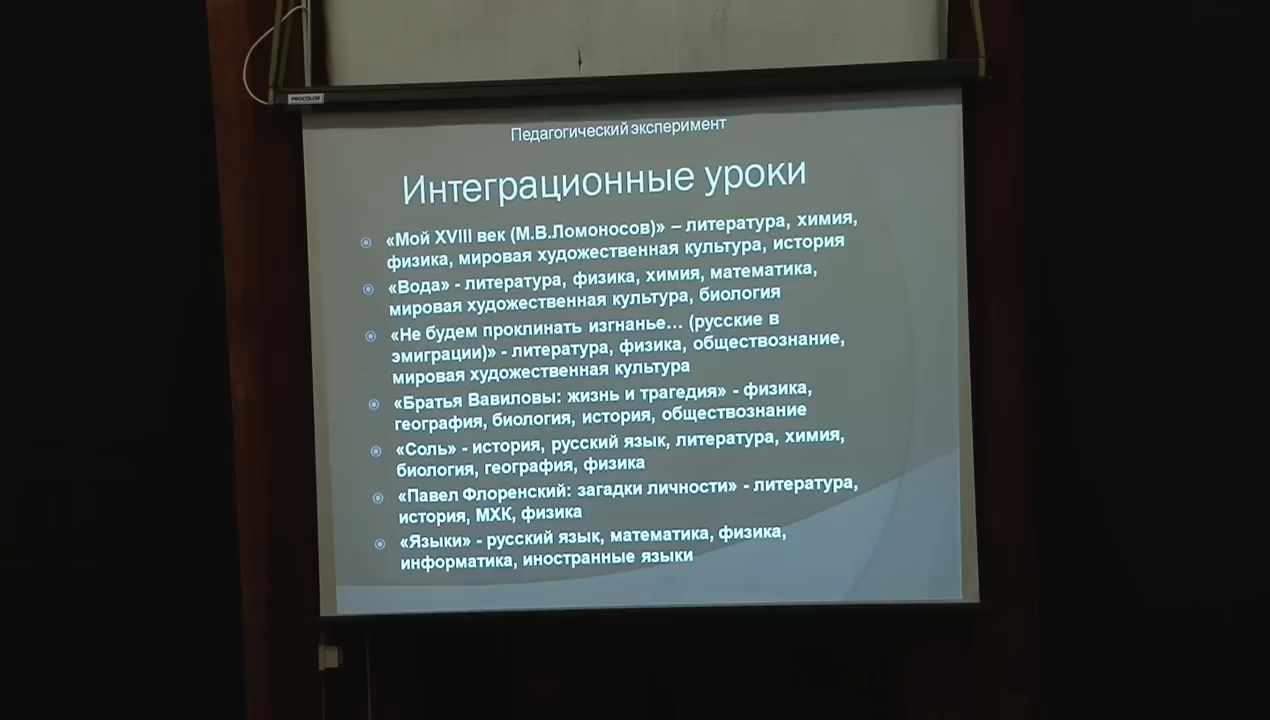 PROCOLOR
Педагогический эксперимент
Интеграционные уроки
«Мой XVIII век (М.В.Ломоносов)» – литература, химия,
физика, мировая художественная культура, история
«Вода» - литература, физика, химия, математика,
мировая художественная культура, биология
«Не будем проклинать изгнанье... (русские в
эмиграции)» - литература, физика, обществознание,
мировая художественная культура
«Братья Вавиловы: жизнь и трагедия» - физика,
география, биология, история, обществознание
«Соль» - история, русский язык, литература, химия,
биология, география, физика
«Павел Флоренский: загадки личности» - литература,
история, МХК, физика
«Языки» - русский язык, математика, физика,
информатика, иностранные языки